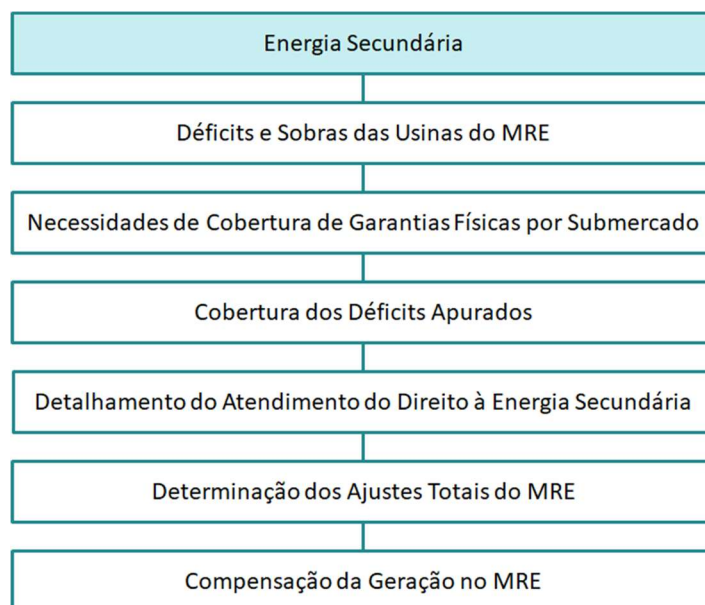 Energia Secundária
Déficits e Sobras das Usinas do MRE
Necessidades de Cobertura de Garantias Físicas por Submercado
Cobertura dos Déficits Apurados
Detalhamento do Atendimento do Direito à Energia Secundária
Determinação dos Ajustes Totais do MRE
Compensação da Geração no MRE